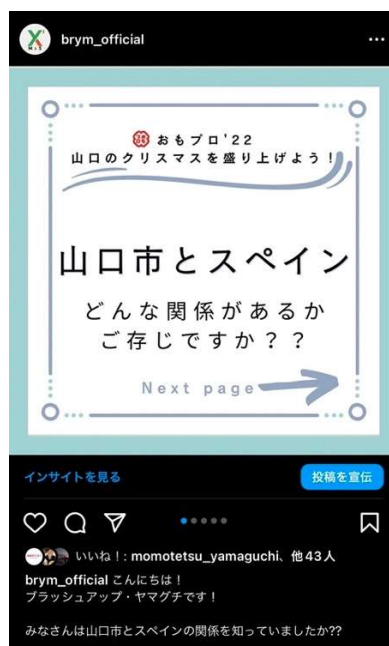 brym_official
おもプロ'22
山口のクリスマスを盛り上げよう！
山口市とスペイン
どんな関係があるか
ご存じですか？？
Next page
インサイトを見る
投稿を宣伝
いいね！: momotetsu_yamaguchi、他43人
brym_official こんにちは！
ブラッシュアップ・ヤマグチです！
みなさんは山口市とスペインの関係を知っていましたか??